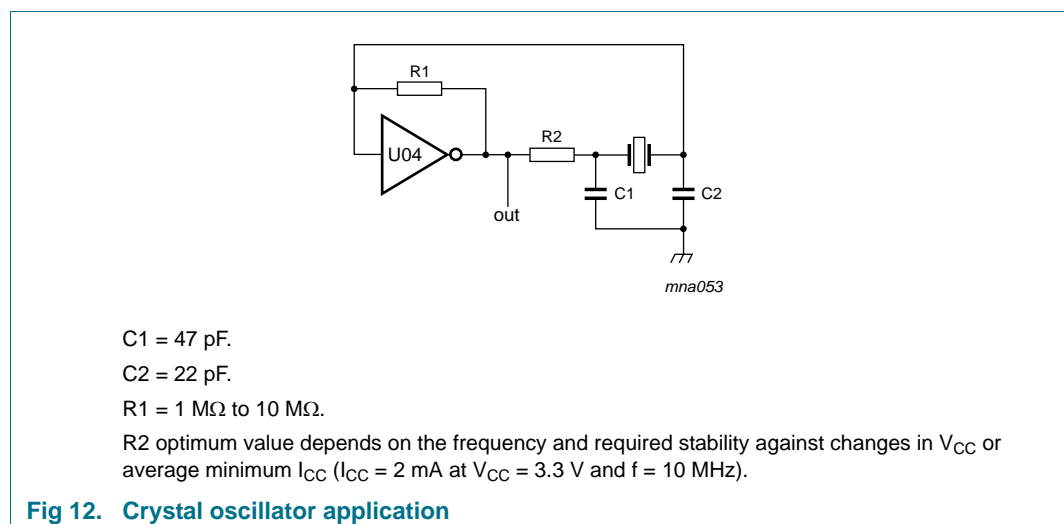 R1
U04
R2
C1
C2
out
mna053
C1 = 47 pF.
C2 = 22 pF.
R1 = 1 MΩ to 10 MΩ.
R2 optimum value depends on the frequency and required stability against changes in VCC or
average minimum ICC (ICC = 2 mA at VCC = 3.3 V and f = 10 MHz).
Fig 12. Crystal oscillator application